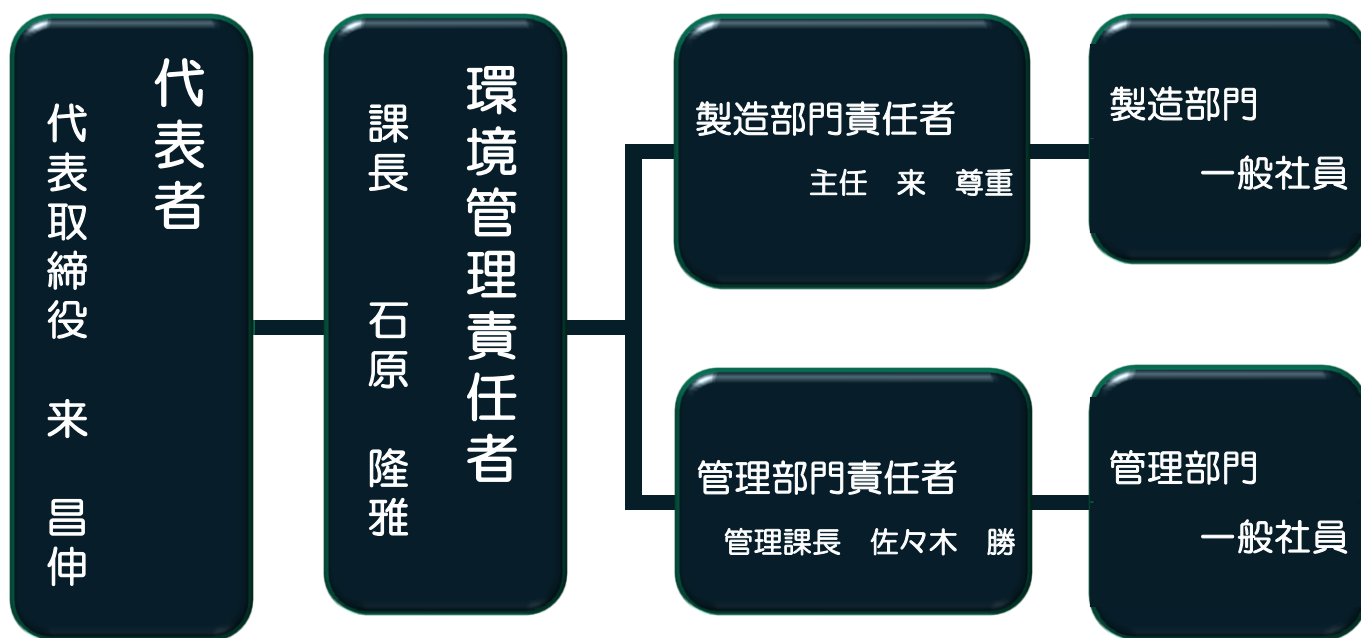 代表者
代表取締役　来　昌伸
環境管理責任者
課長　　石原　隆雅
製造部門責任者
主任　来　尊重
製造部門
一般社員
管理部門責任者
管理課長　佐々木　勝
管理部門
一般社員